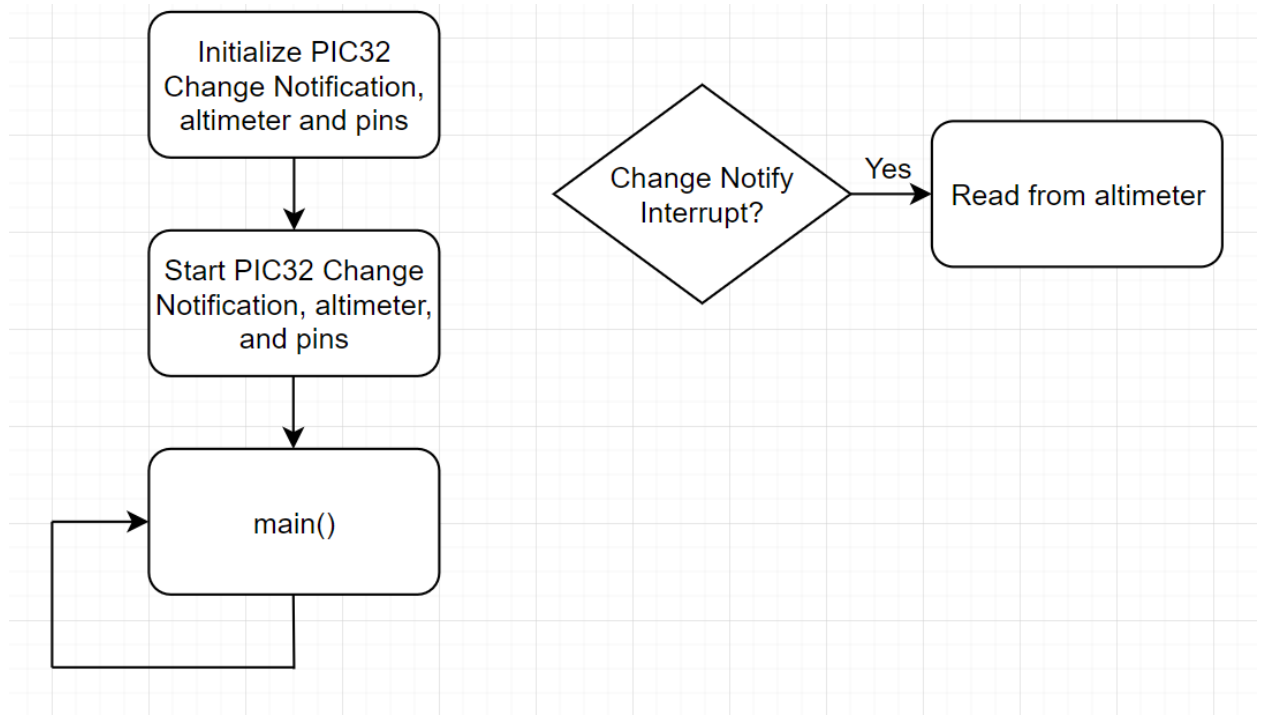 Initialize PIC32
Change Notification,
altimeter and pins
Start PIC32 Change
Notification, altimeter,
and pins
main()
Change Notify
Interrupt?
Yes
Read from altimeter